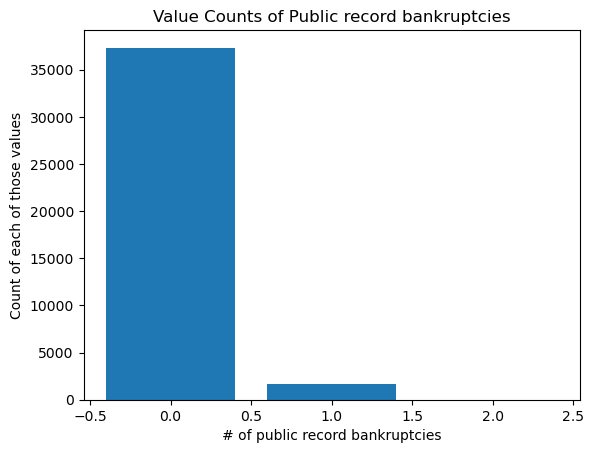 Value Counts of Public record bankruptcies
Count of each of those values
35000
30000
25000
20000
15000
10000
5000
0
−0.5 0.0 0.5 1.0 1.5 2.0 2.5
# of public record bankruptcies